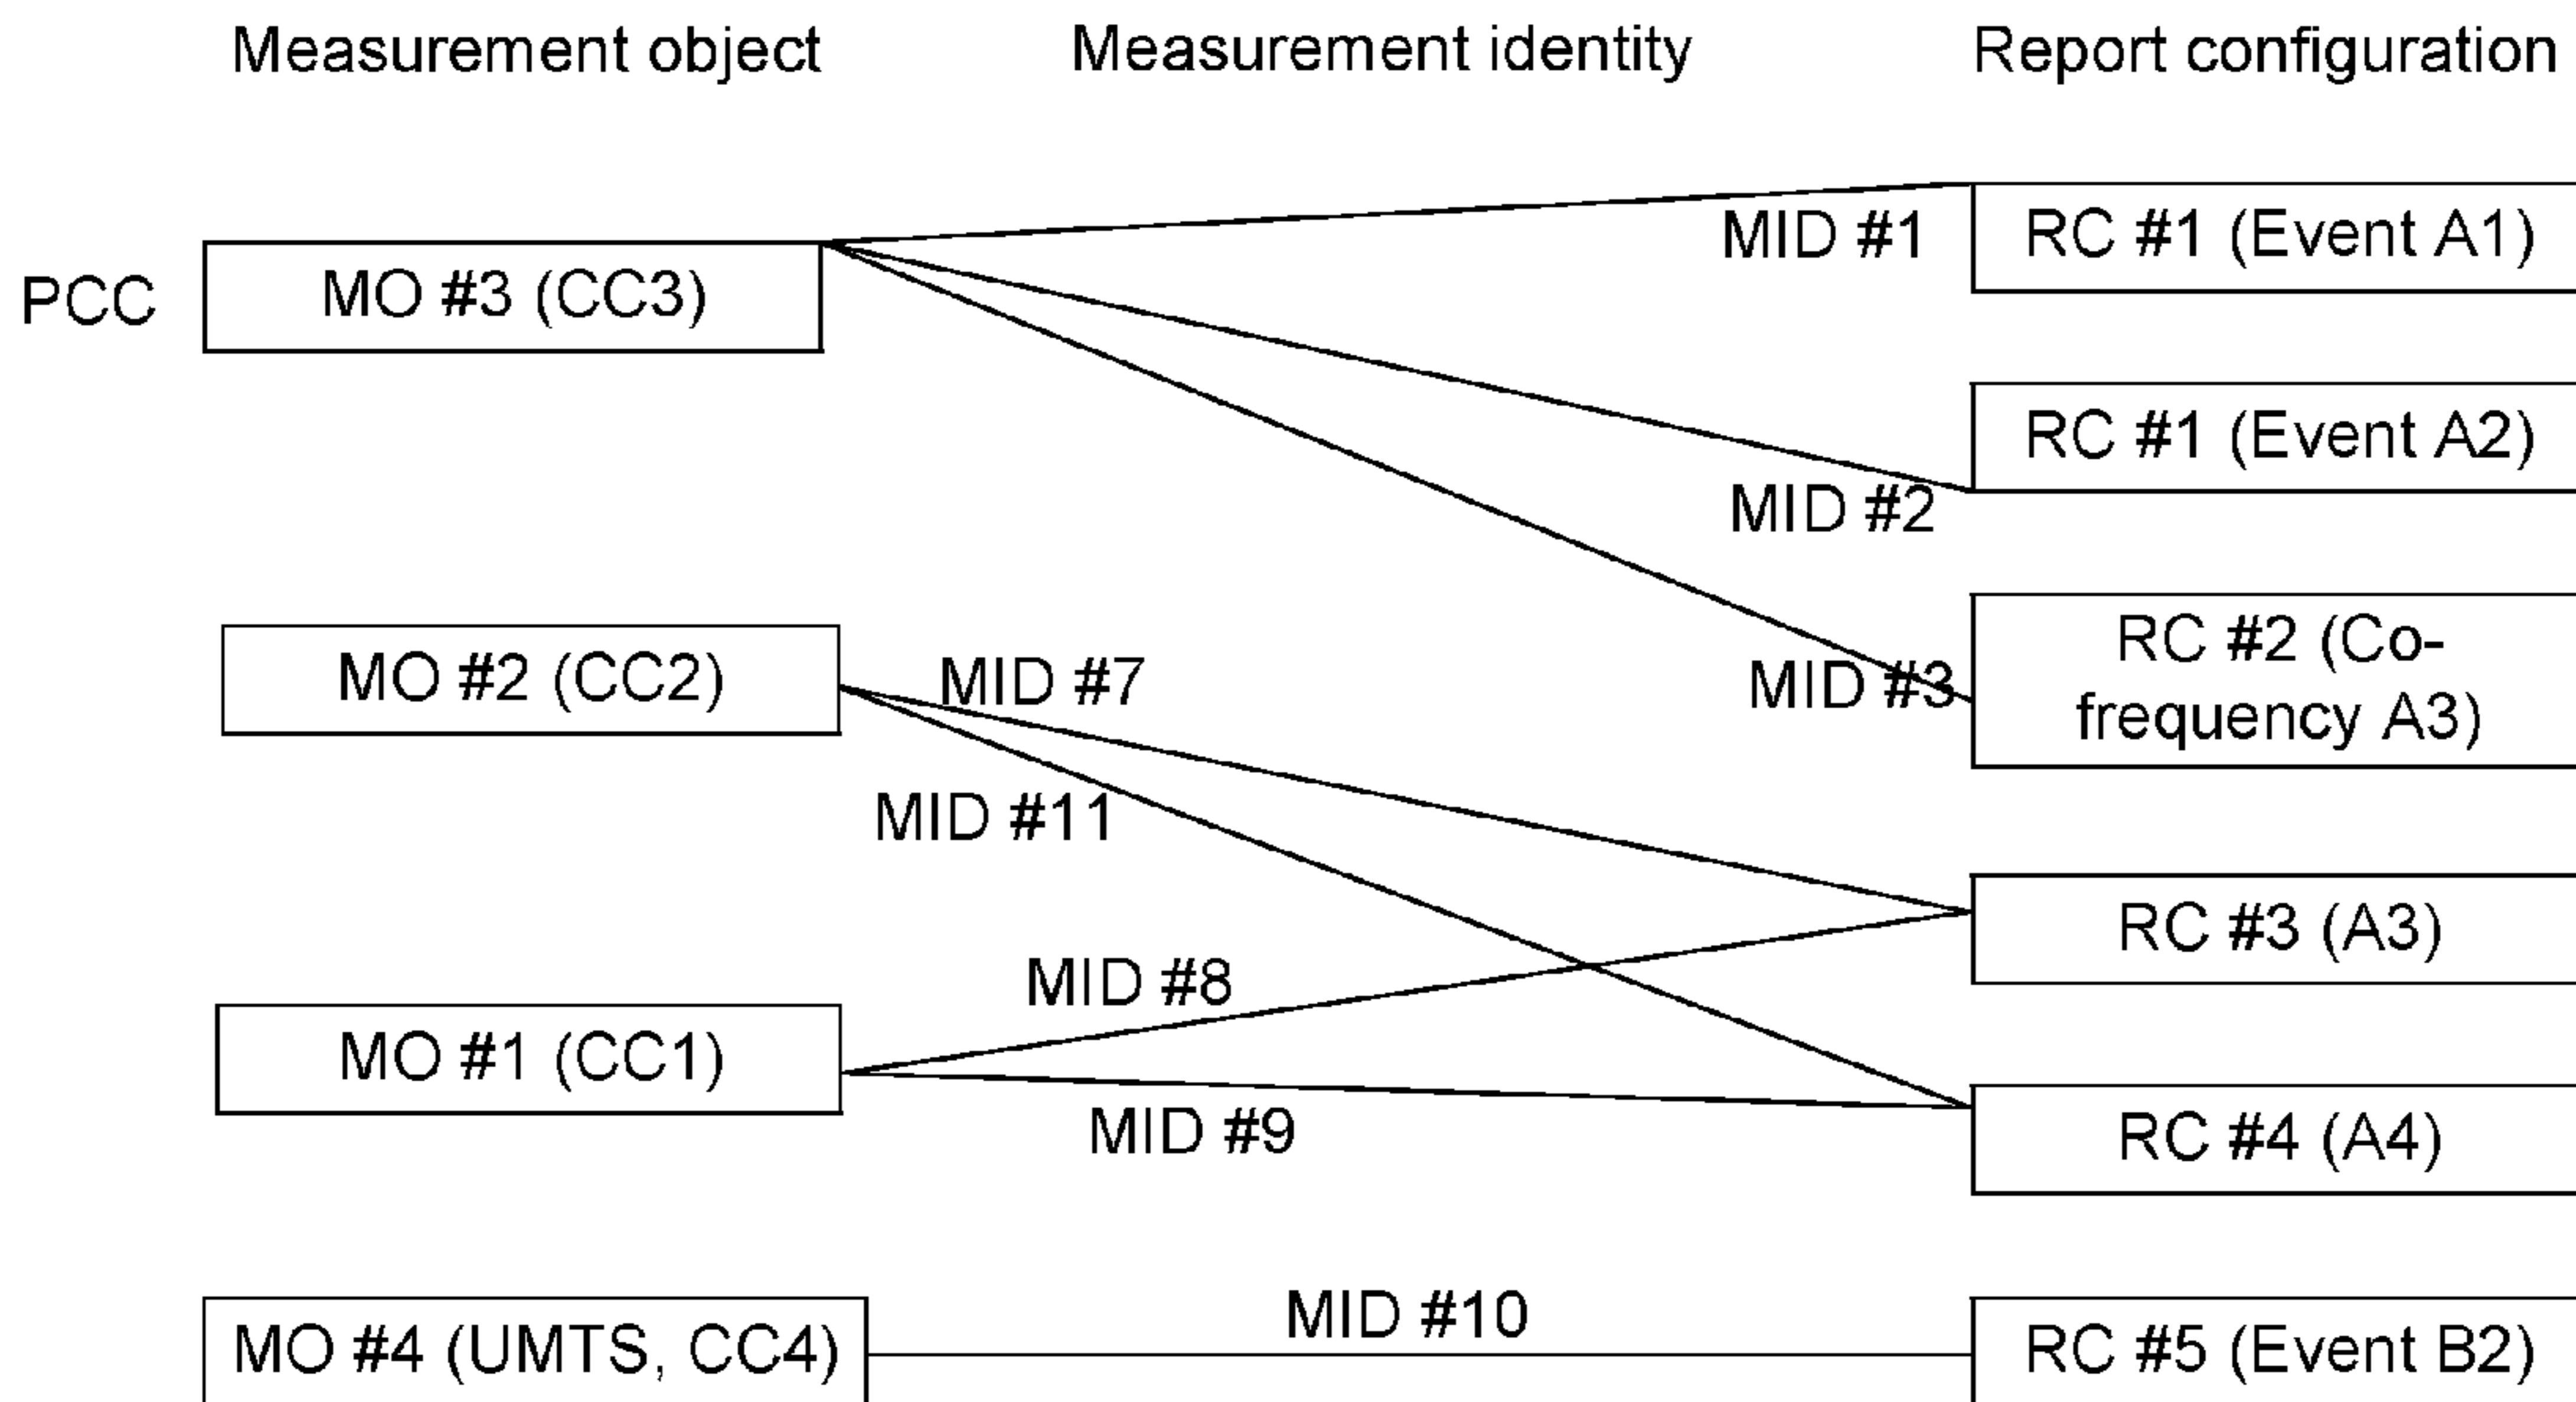 Measurement object
Measurement identity
Report configuration
MID #1
RC #1 (Event A1)
PCC
MO #3 (CC3)
RC #1 (Event A2)
MID #2
RC #2 (Co-
frequency A3)
MO #2 (CC2)
MID #7
MID #3
MID #11
RC #3 (A3)
MID #8
MO #1 (CC1)
MID #9
RC #4 (A4)
MID #10
MO #4 (UMTS, CC4)
RC #5 (Event B2)